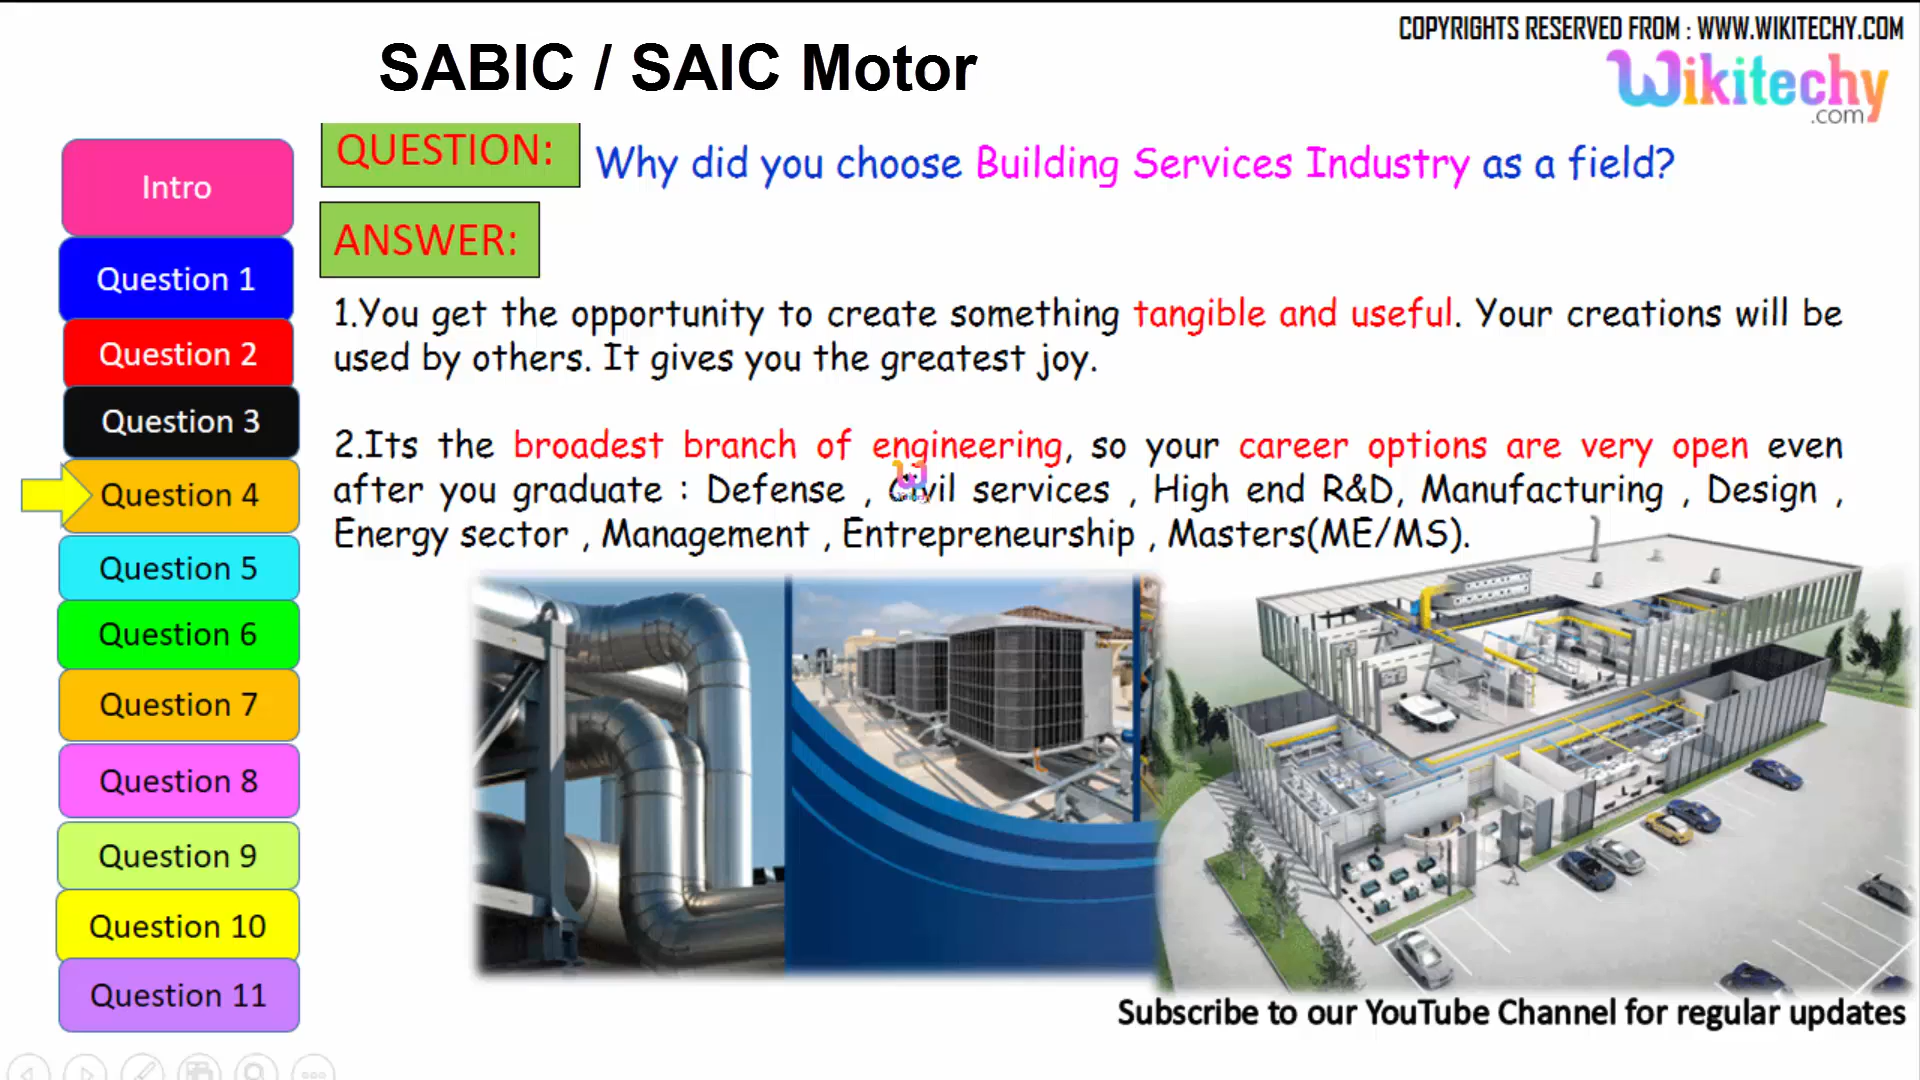 COPYRIGHTS RESERVED FROM : WWW.WIKITECHY.COM
SABIC / SAIC Motor
Wikitechy
.com
QUESTION: Why did you choose Building Services Industry as a field?
ANSWER:
1.You get the opportunity to create something tangible and useful. Your creations will be
used by others. It gives you the greatest joy.
2.Its the broadest branch of engineering, so your career options are very open even
after you graduate : Defense , Civil services , High end R&D, Manufacturing , Design ,
Energy sector , Management , Entrepreneurship , Masters(ME/MS).
Intro
Question 1
Question 2
Question 3
Question 4
Question 5
Question 6
Question 7
Question 8
Question 9
Question 10
Question 11
Subscribe to our YouTube Channel for regular updates